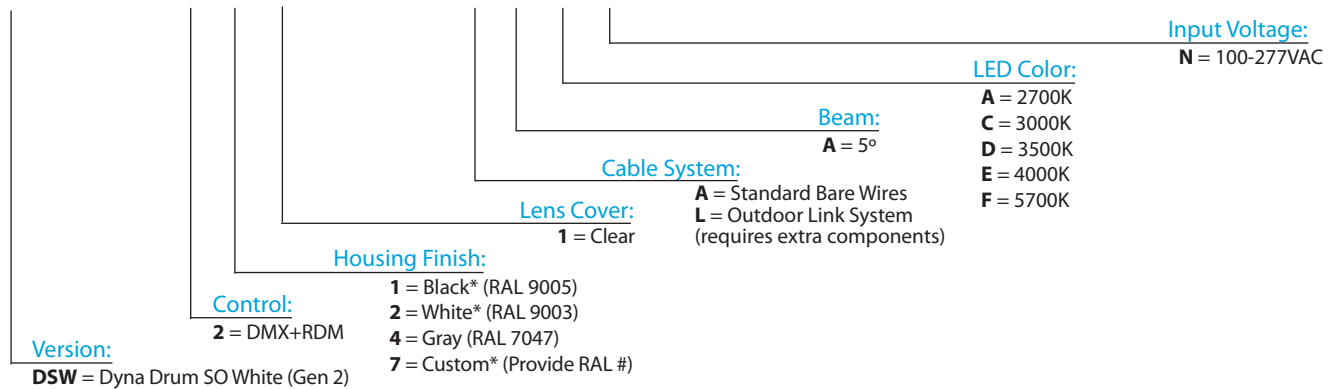 Input Voltage:
N = 100-277VAC
LED Color:
A = 2700K
C = 3000K
D = 3500K
E = 4000K
F = 5700K
Beam:
A = 5º
Cable System:
A = Standard Bare Wires
L = Outdoor Link System
(requires extra components)
Lens Cover:
1 = Clear
Housing Finish:
1 = Black* (RAL 9005)
2 = White* (RAL 9003)
4 = Gray (RAL 7047)
7 = Custom* (Provide RAL #)
Control:
2 = DMX+RDM
Version:
DSW = Dyna Drum SO White (Gen 2)